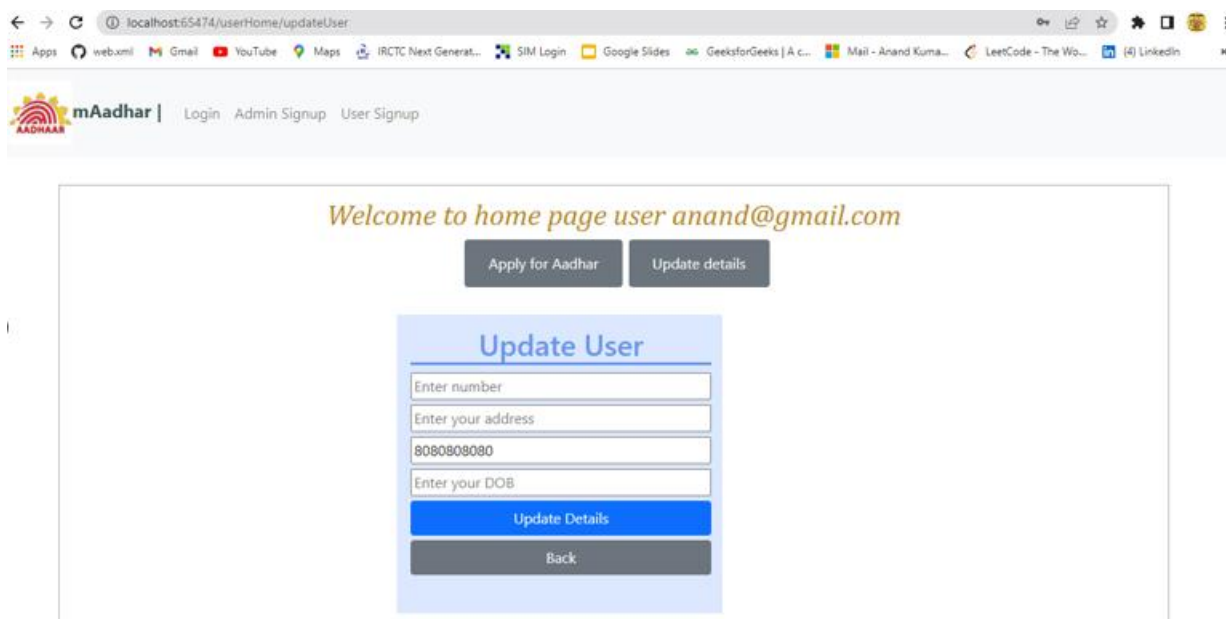 localhost:65474/userHome/updateUser
Apps web.xml Gmail YouTube Maps IRCTC Next Generat... SIM Login Google Slides GeeksforGeeks | A c... Mail - Anand Kuma... LeetCode - The Wo... (4) LinkedIn
AADHAAR mAadhar | Login Admin Signup User Signup
Welcome to home page user anand@gmail.com
Apply for Aadhar Update details
Update User
Enter number
Enter your address
8080808080
Enter your DOB
Update Details
Back